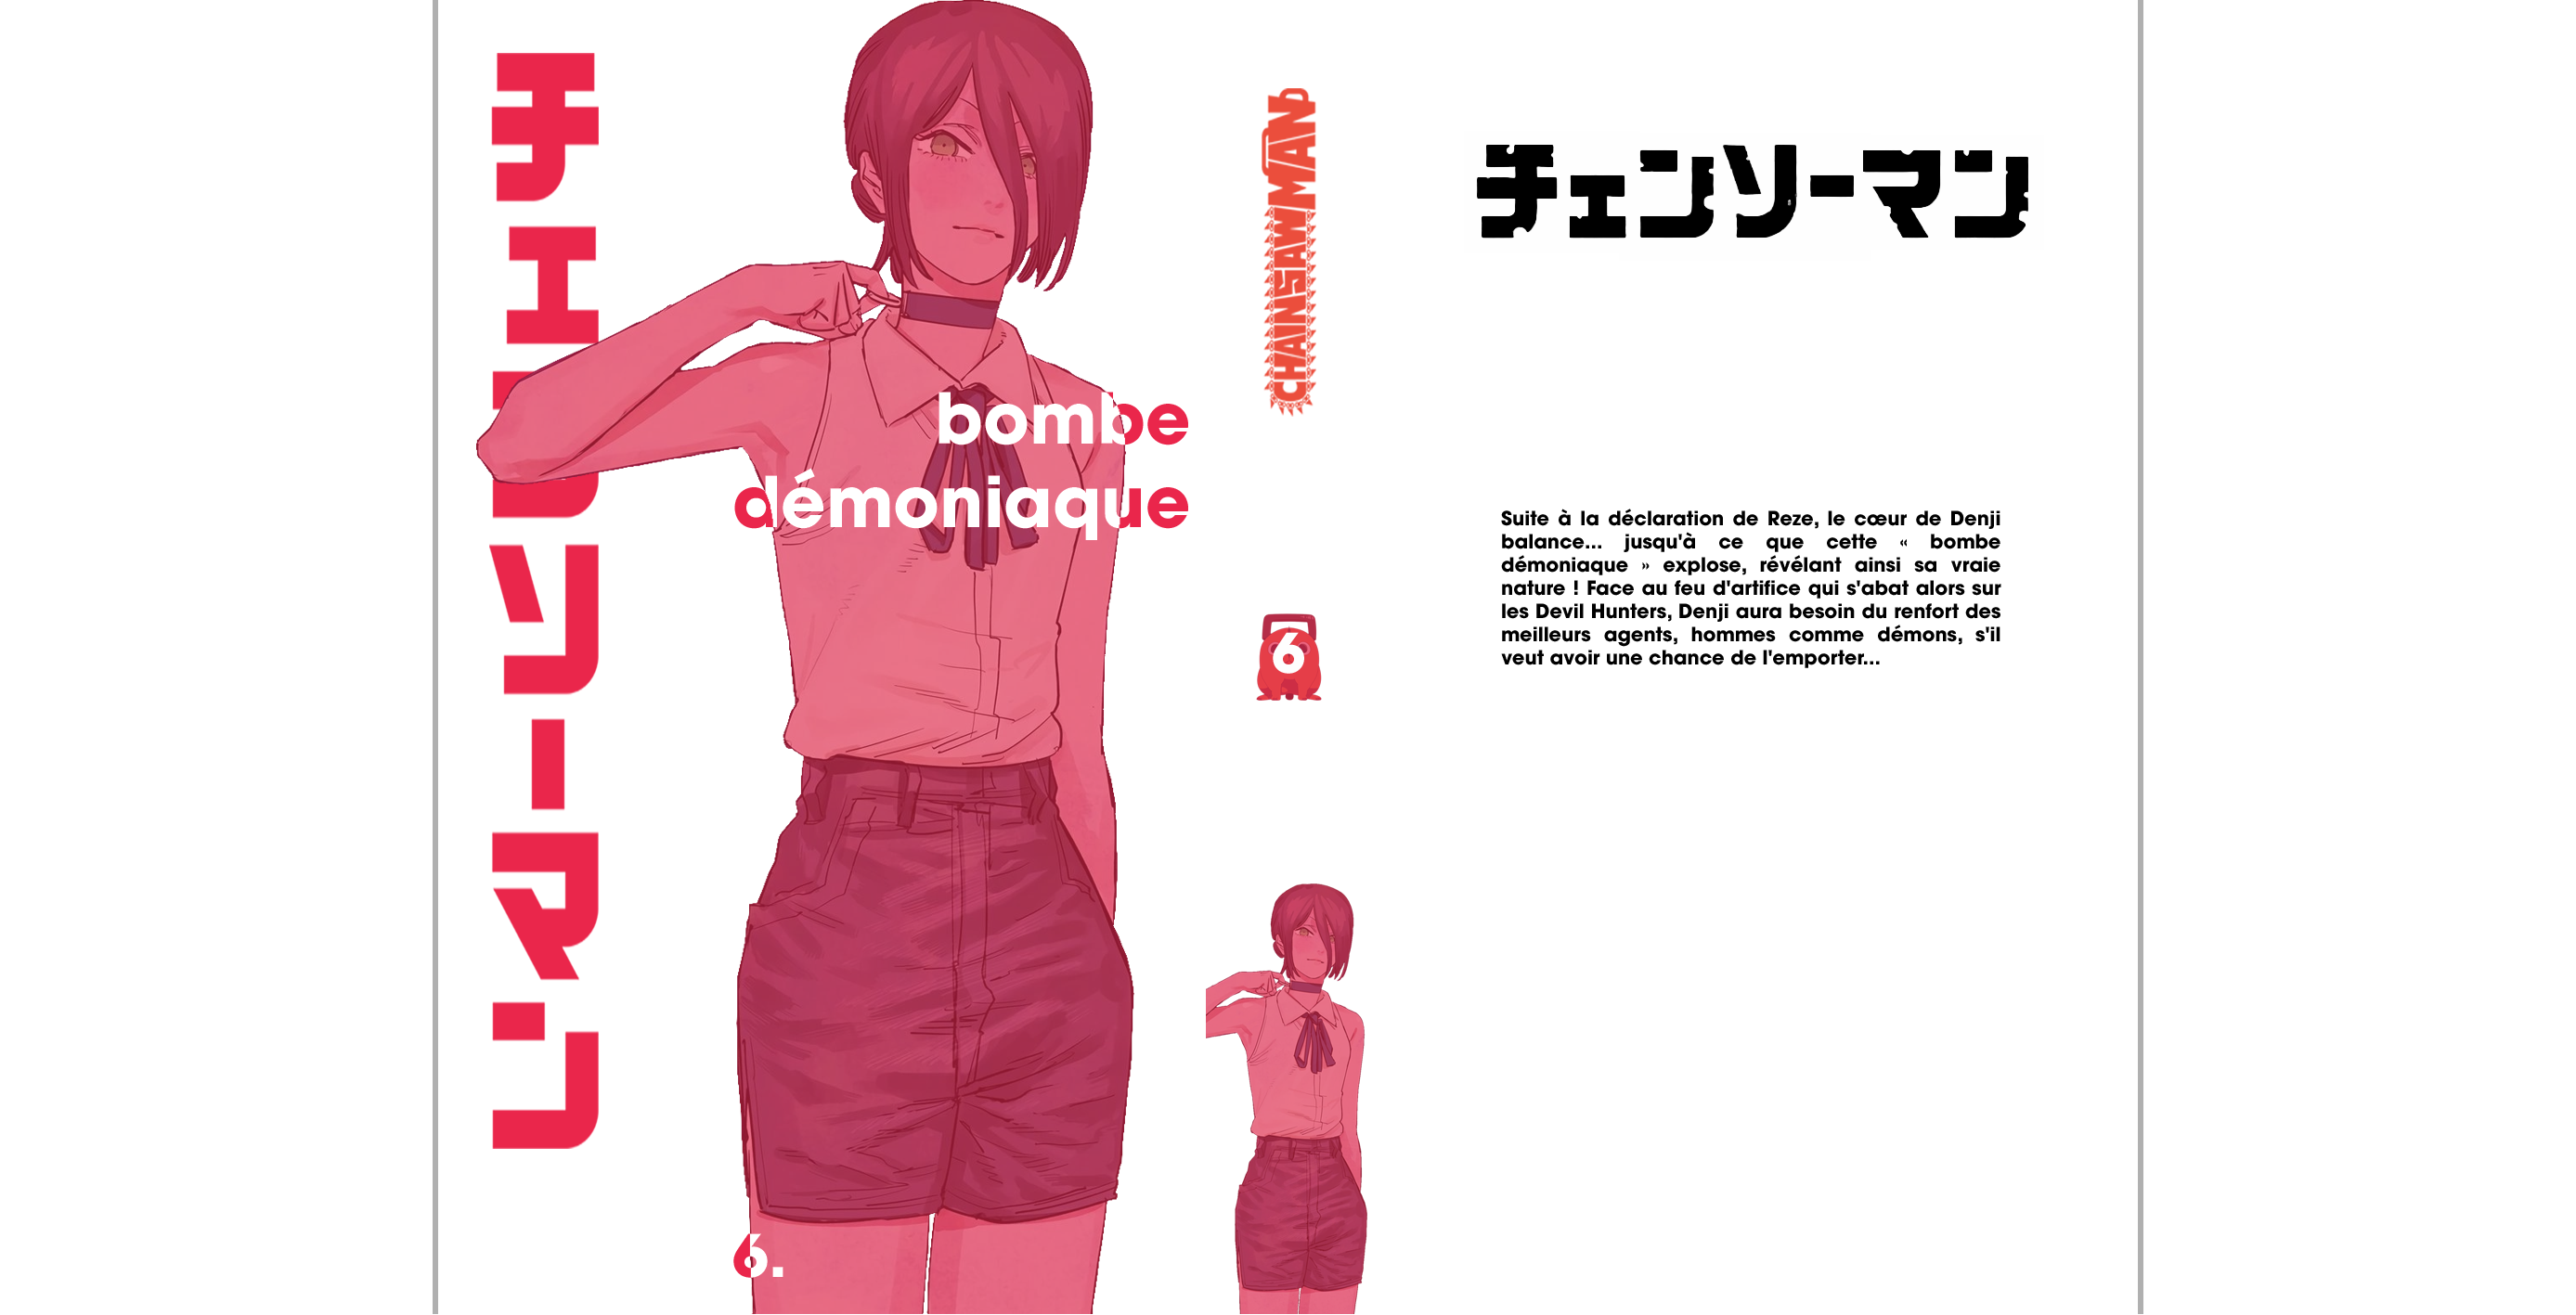 チェンソーマン
bombe
démoniaque
6.
CHAINSAWMAN
6
チェンソーマン
Suite à la déclaration de Reze, le cœur de Denji
balance... jusqu'à ce que cette « bombe
démoniaque » explose, révélant ainsi sa vraie
nature ! Face au feu d'artifice qui s'abat alors sur
les Devil Hunters, Denji aura besoin du renfort des
meilleurs agents, hommes comme démons, s'il
veut avoir une chance de l'emporter...